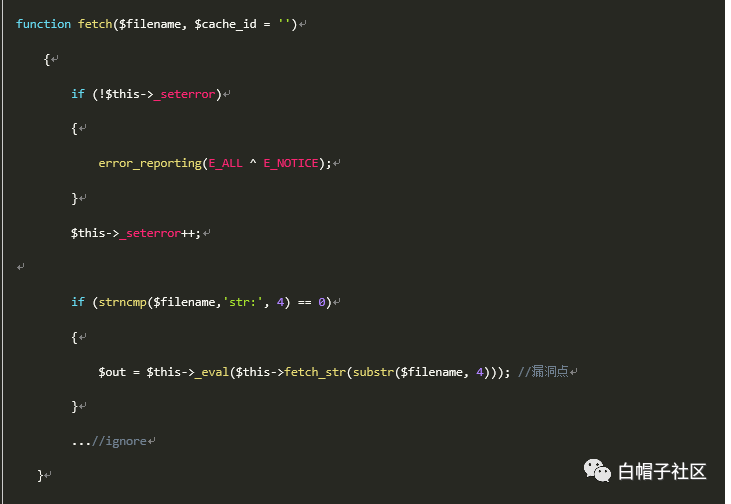 function fetch($filename, $cache_id = '')↵
{↵
if (!$this->_seterror)↵
{↵
error_reporting(E_ALL ^ E_NOTICE);↵
}↵
$this->_seterror++;↵
↵
if (strncmp($filename,'str:', 4) == 0)↵
{↵
$out = $this->_eval($this->fetch_str(substr($filename, 4))); //漏洞点↵
}↵
...//ignore↵
}↵
白帽子社区